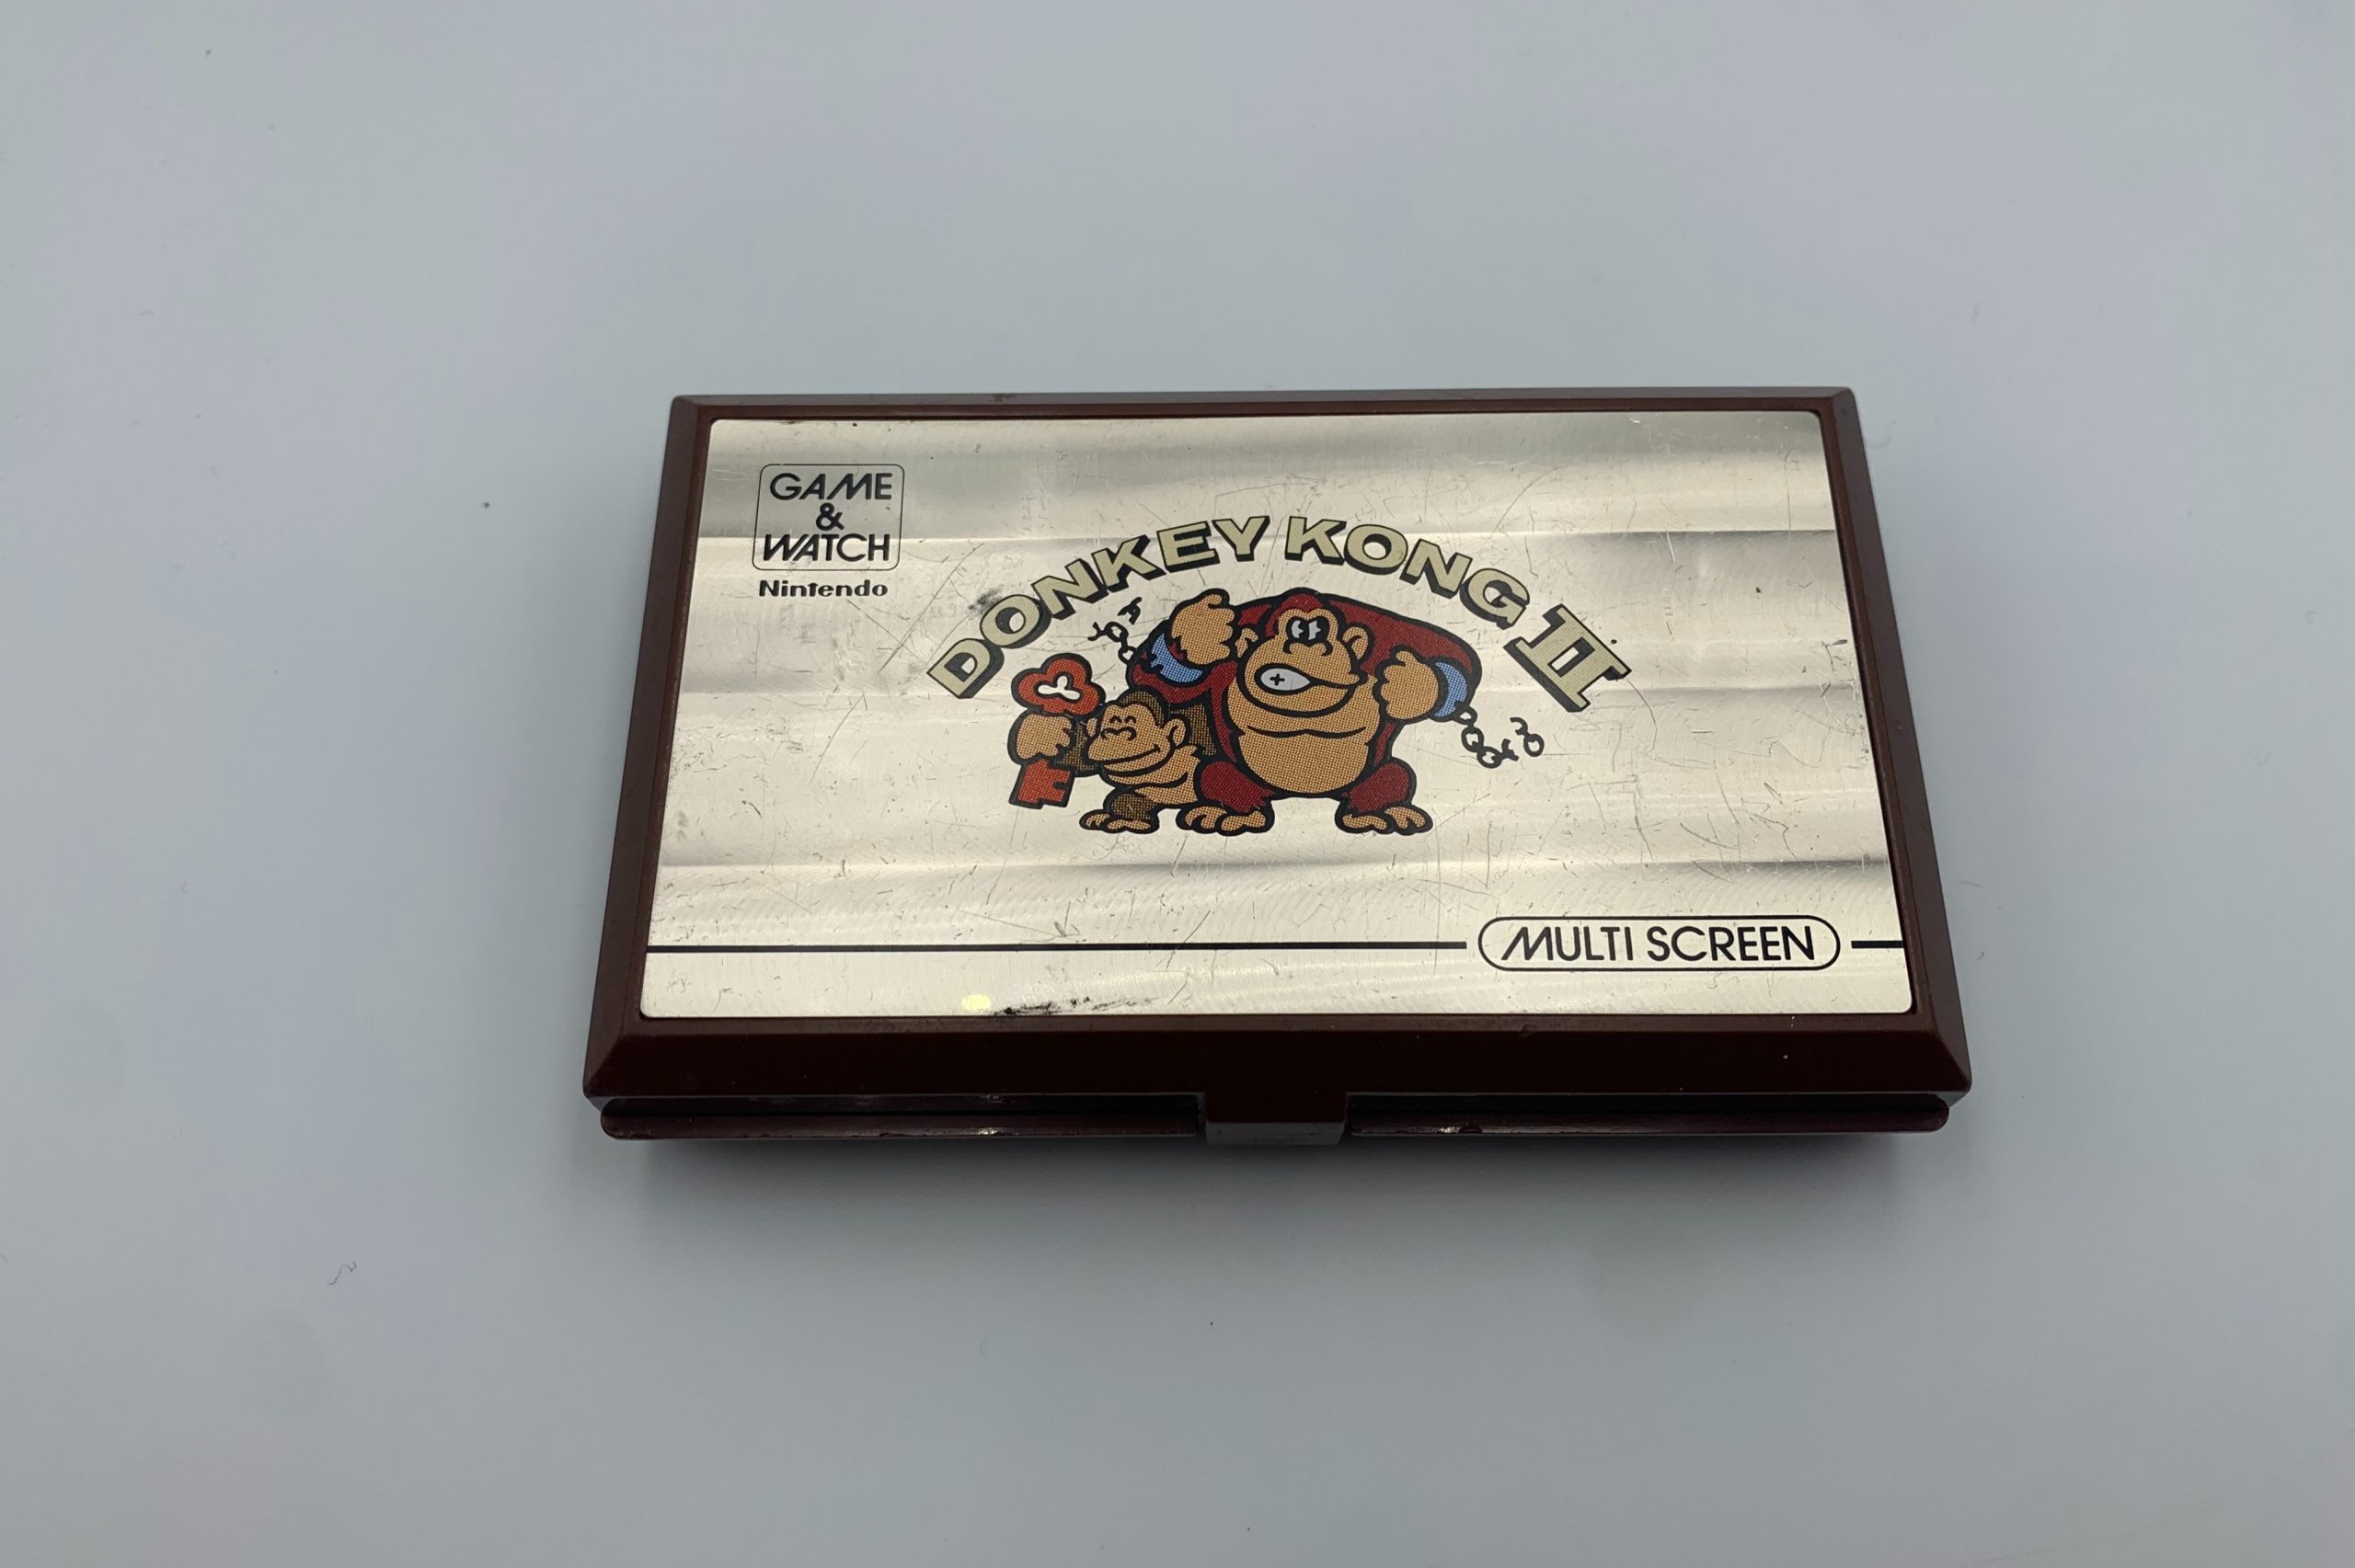 GAME
&
WATCH
Nintendo
DONKEY KONG II
MULTI SCREEN